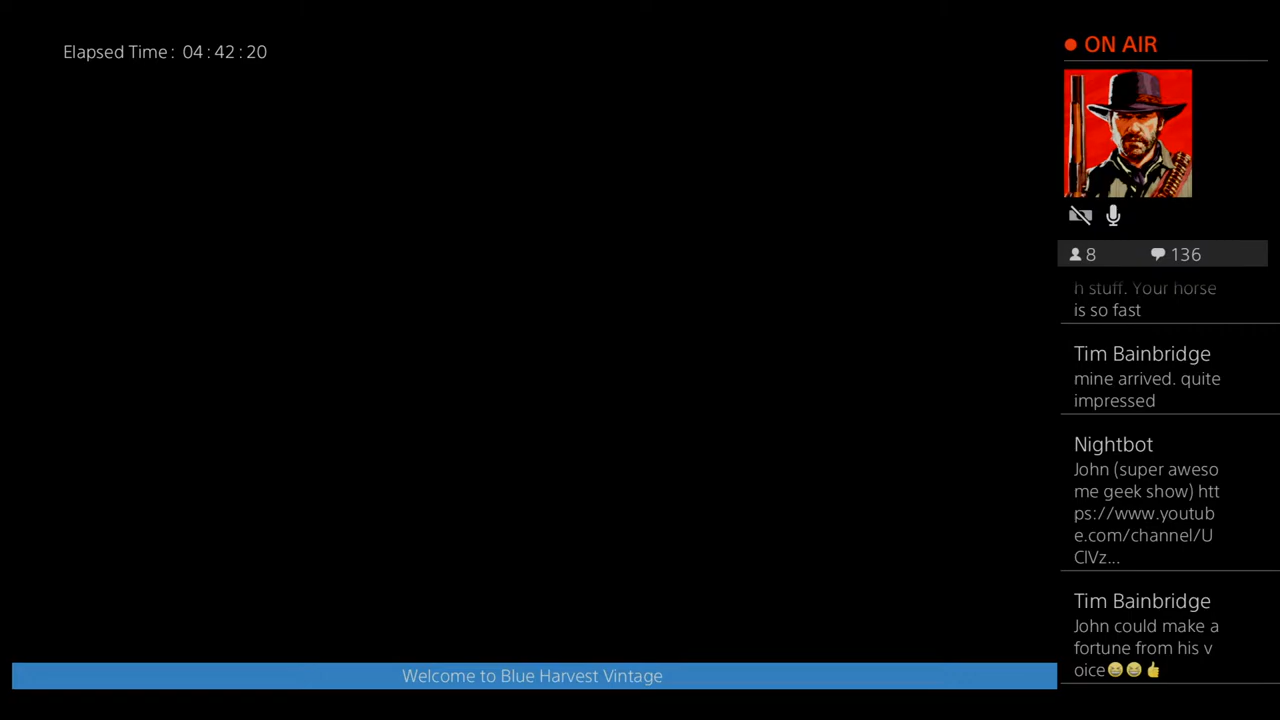 Elapsed Time: 04:42:20
ON AIR
8 136
h stuff. Your horse
is so fast
Tim Bainbridge
mine arrived. quite
impressed
Nightbot
John (super aweso
me geek show) htt
ps://www.youtub
e.com/channel/U
ClVz...
Tim Bainbridge
John could make a
fortune from his v
oice😆😆👍
Welcome to Blue Harvest Vintage